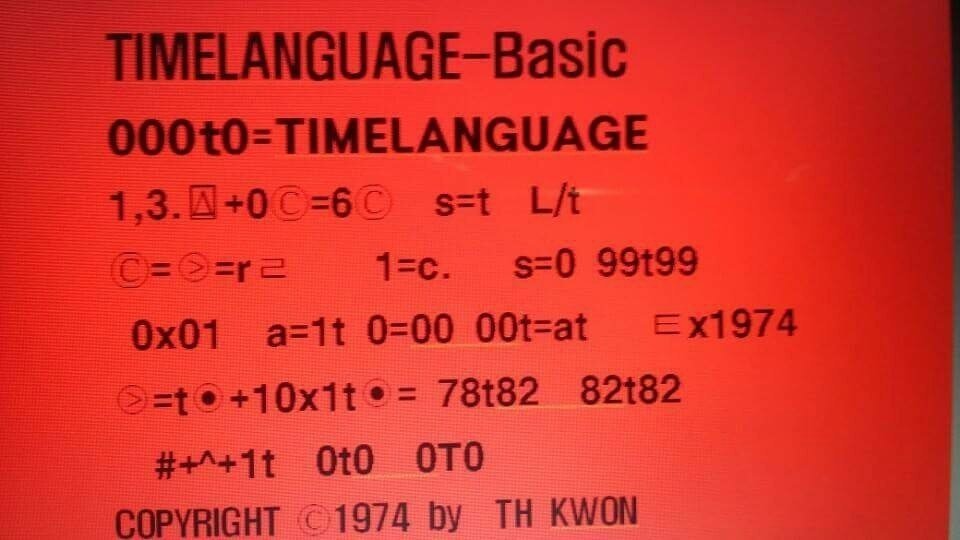 TIMELANGUAGE-Basic
000t0=TIMELANGUAGE
1,3.△+0Ⓒ=6Ⓒ s=t L/t
Ⓒ=⧁=rㄹ 1=c. s=0 99t99
0x01 a=1t 0=00 00t=at ㅌx1974
⧁=t⊙+10x1t⊙= 78t82 82t82
#+^+1t 0t0 0T0
COPYRIGHT ©1974 by TH KWON